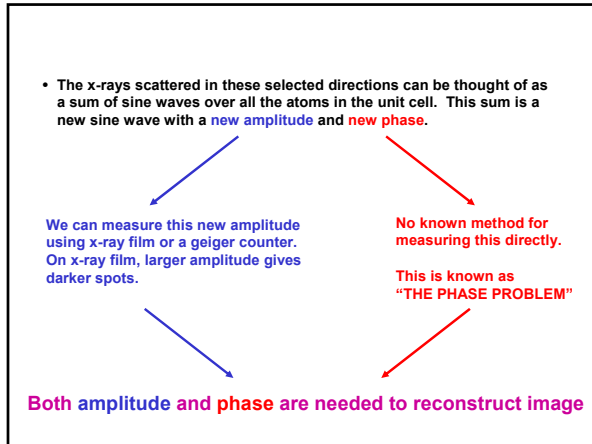 • The x-rays scattered in these selected directions can be thought of as
a sum of sine waves over all the atoms in the unit cell. This sum is a
new sine wave with a new amplitude and new phase.
We can measure this new amplitude
using x-ray film or a geiger counter.
On x-ray film, larger amplitude gives
darker spots.
No known method for
measuring this directly.
This is known as
“THE PHASE PROBLEM”
Both amplitude and phase are needed to reconstruct image